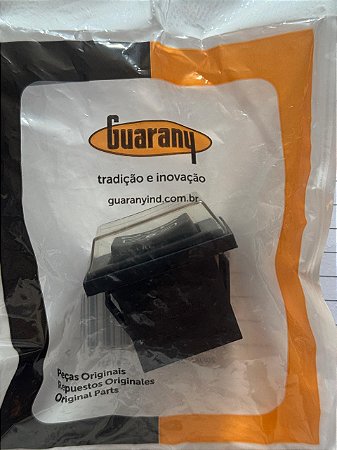 Guarany
tradição e inovação
guaranyind.com.br
Peças Originais
Repuestos Originales
Original Parts